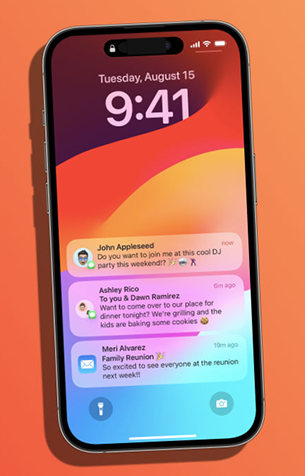 Tuesday, August 15
9:41
John Appleseed now
Do you want to join me at this cool DJ
party this weekend!? 🎉🪩🕺
Ashley Rico 6m ago
To you & Dawn Ramirez
Want to come over to our place for
dinner tonight? We're grilling and the
kids are baking some cookies 🍪
Meri Alvarez 19m ago
Family Reunion 🎉
So excited to see everyone at the reunion
next week!!